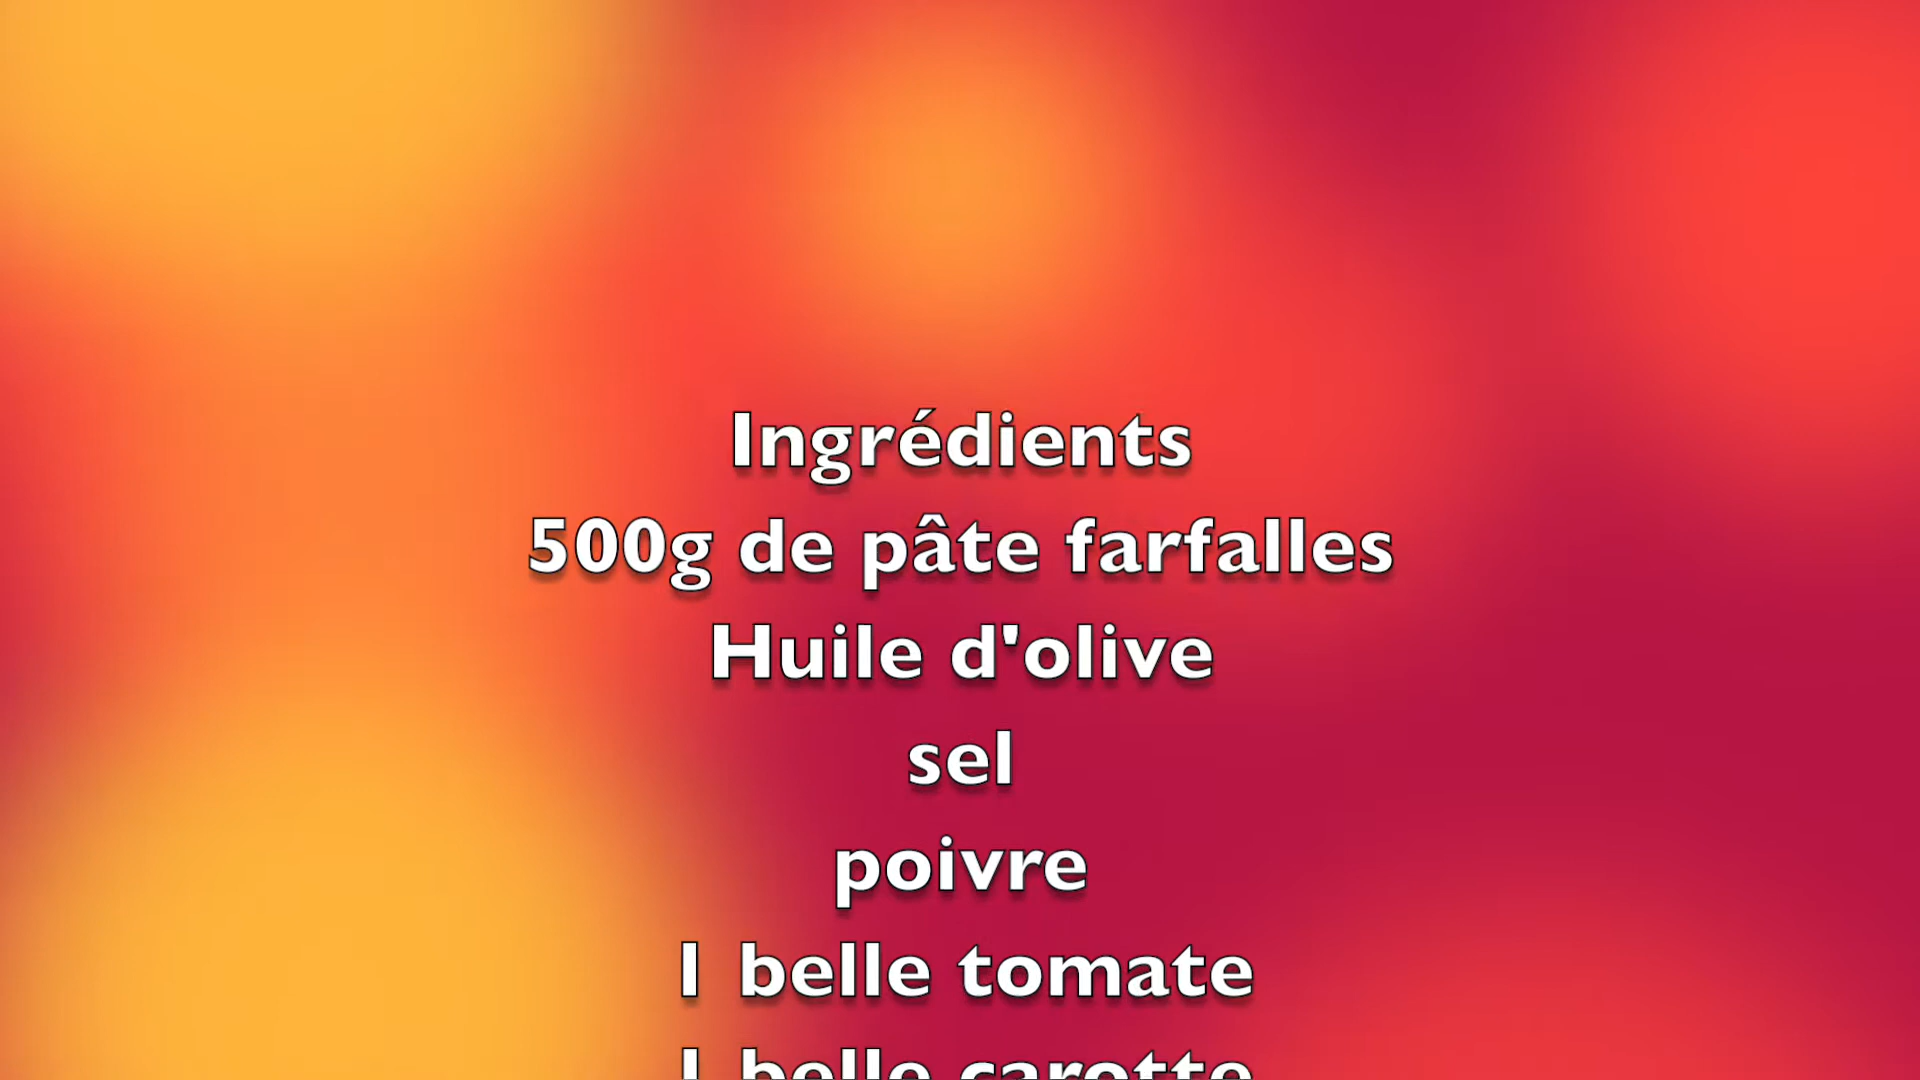 Ingrédients
500g de pâte farfalles
Huile d'olive
sel
poivre
1 belle tomate
1 belle carotte